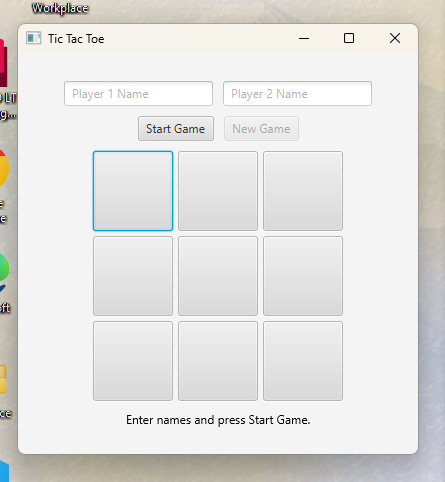 Workplace
Tic Tac Toe
Player 1 Name
Player 2 Name
Start Game
New Game
Enter names and press Start Game.